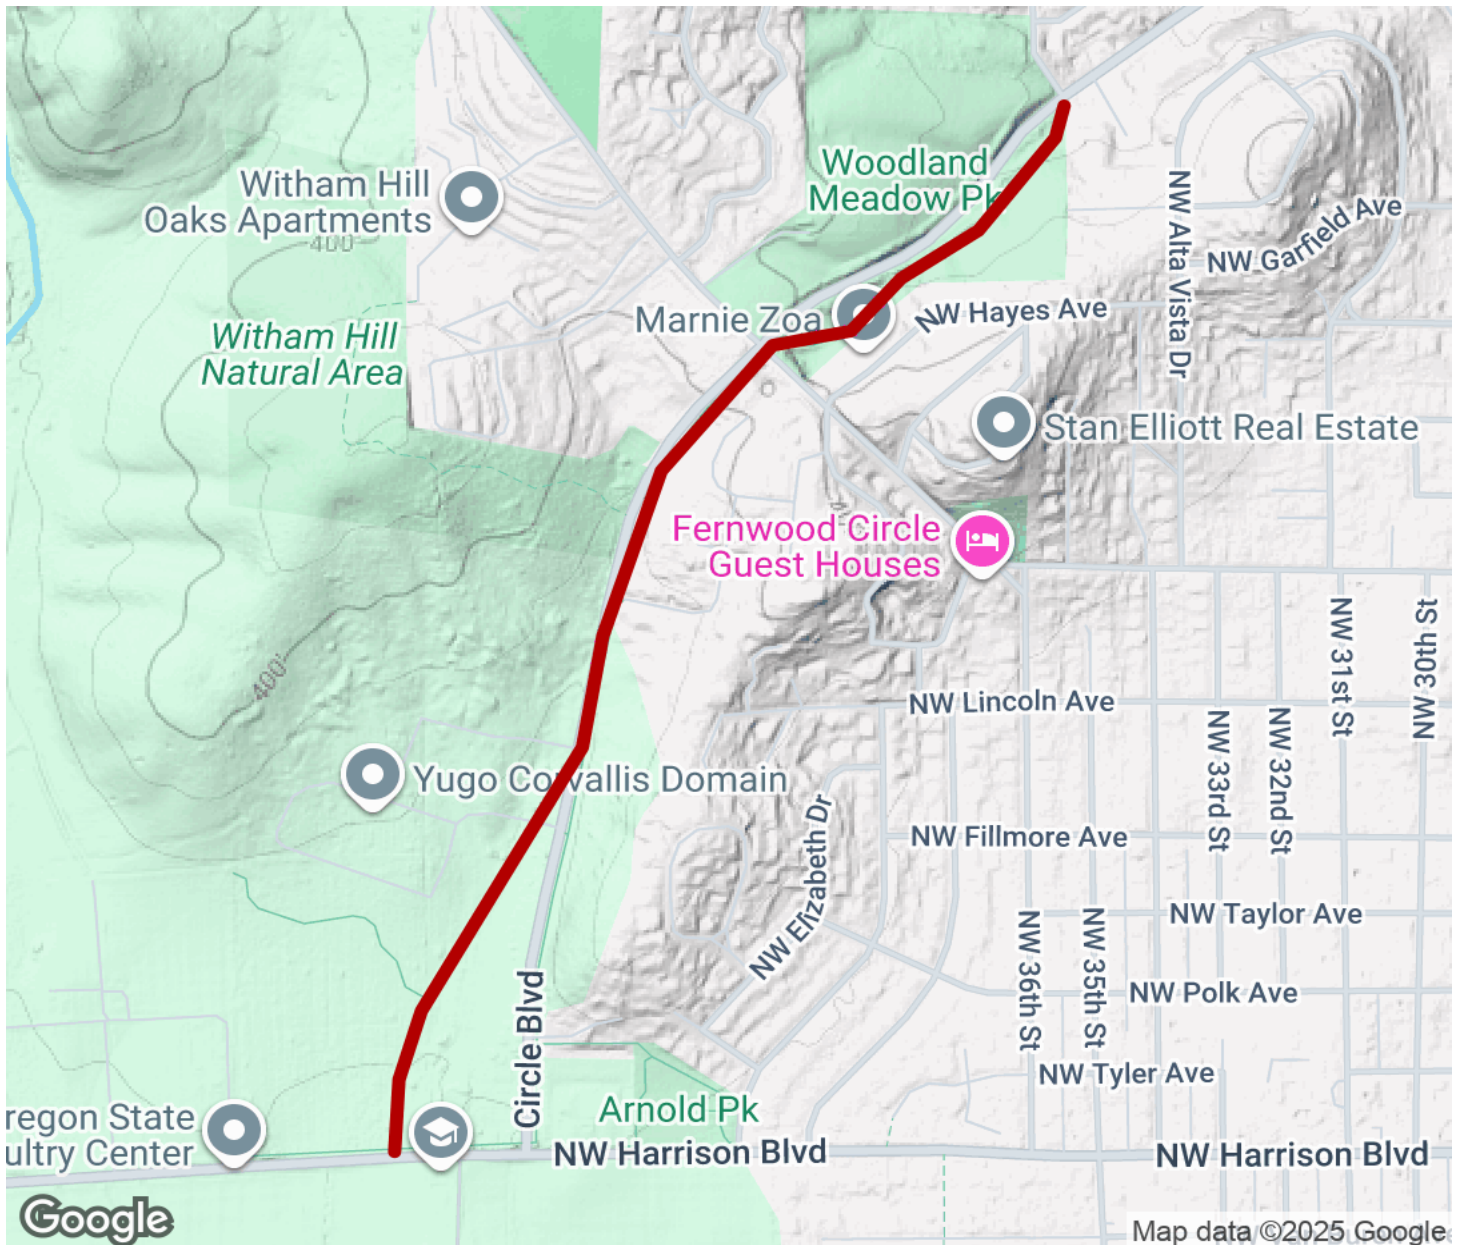 Woodland
Meadow Pk
Witham Hill
Oaks Apartments
400
NW Alta Vista Dr
NW Garfield Ave
Marnie Zoa
NW Hayes Ave
Witham Hill
Natural Area
Stan Elliott Real Estate
Fernwood Circle
Guest Houses
NW 31st St
NW 30th St
400'
NW Lincoln Ave
NW 33rd St
NW 32nd St
Yugo Corvallis Domain
NW Elizabeth Dr
NW Fillmore Ave
NW Taylor Ave
NW 36th St
NW 35th St
NW Polk Ave
Circle Blvd
NW Tyler Ave
Arnold Pk
regon State
ultry Center
NW Harrison Blvd
NW Harrison Blvd
Google
Map data ©2025 Google